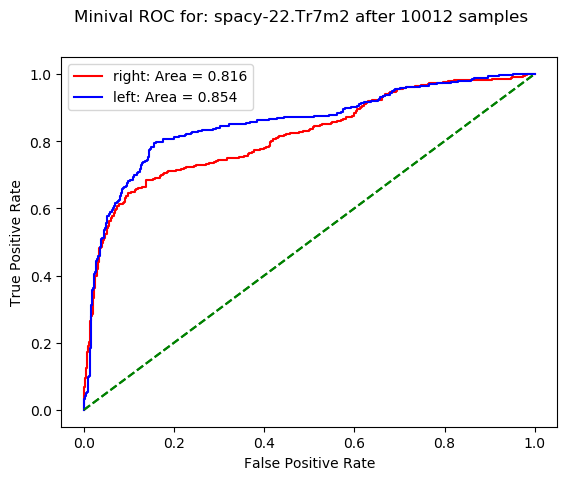 Minival ROC for: spacy-22.Tr7m2 after 10012 samples
right: Area = 0.816
left: Area = 0.854
True Positive Rate
1.0
0.8
0.6
0.4
0.2
0.0
0.0 0.2 0.4 0.6 0.8 1.0
False Positive Rate